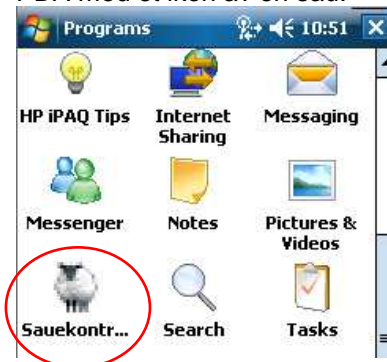 Programs 10:51
HP iPAQ Tips Internet Sharing Messaging
Messenger Notes Pictures & Videos
Sauekontr... Search Tasks